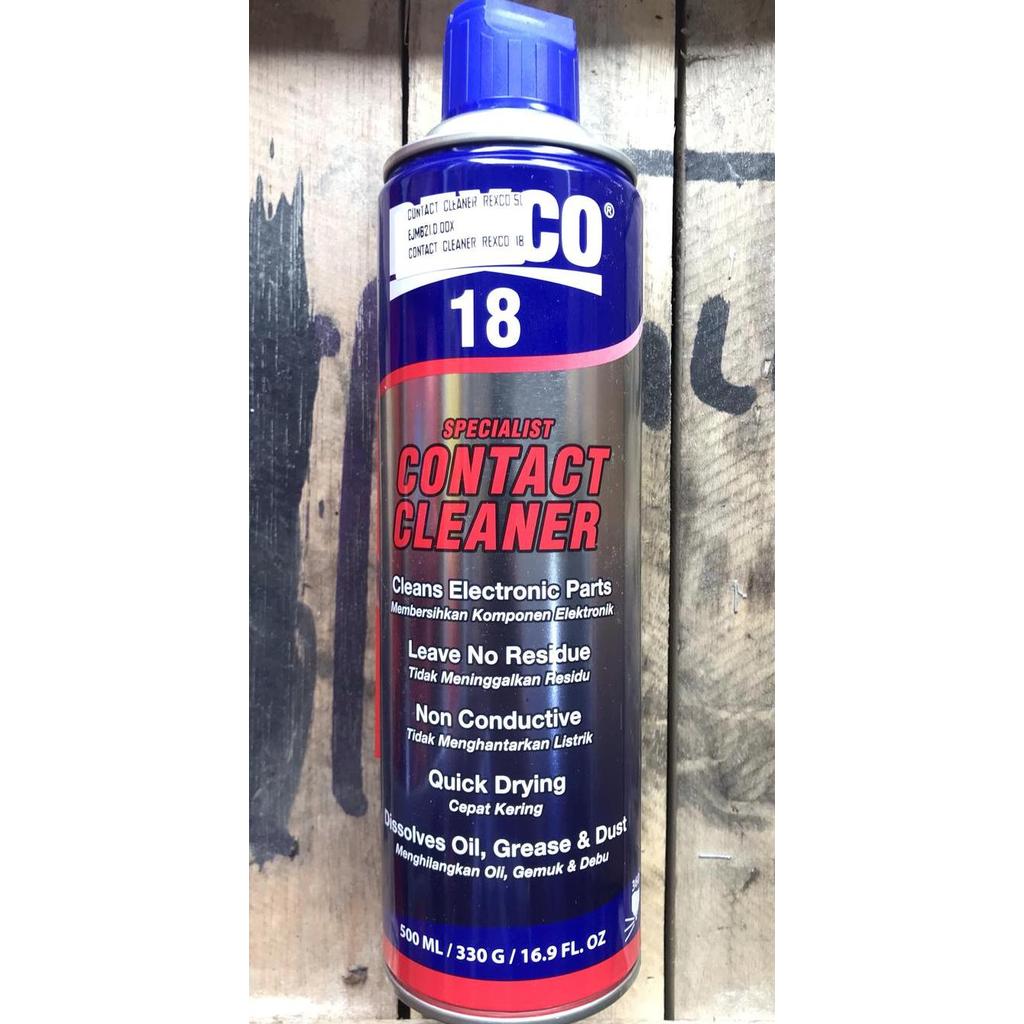 CONTACT CLEANER REXCO 50
EJM621.D.00X
CONTACT CLEANER REXCO 18
CO®
18
SPECIALIST
CONTACT
CLEANER
Cleans Electronic Parts
Membersihkan Komponen Elektronik
Leave No Residue
Tidak Meninggalkan Residu
Non Conductive
Tidak Menghantarkan Listrik
Quick Drying
Cepat Kering
Dissolves Oil, Grease & Dust
Menghilangkan Oli, Gemuk & Debu
500 ML / 330 G / 16.9 FL. OZ